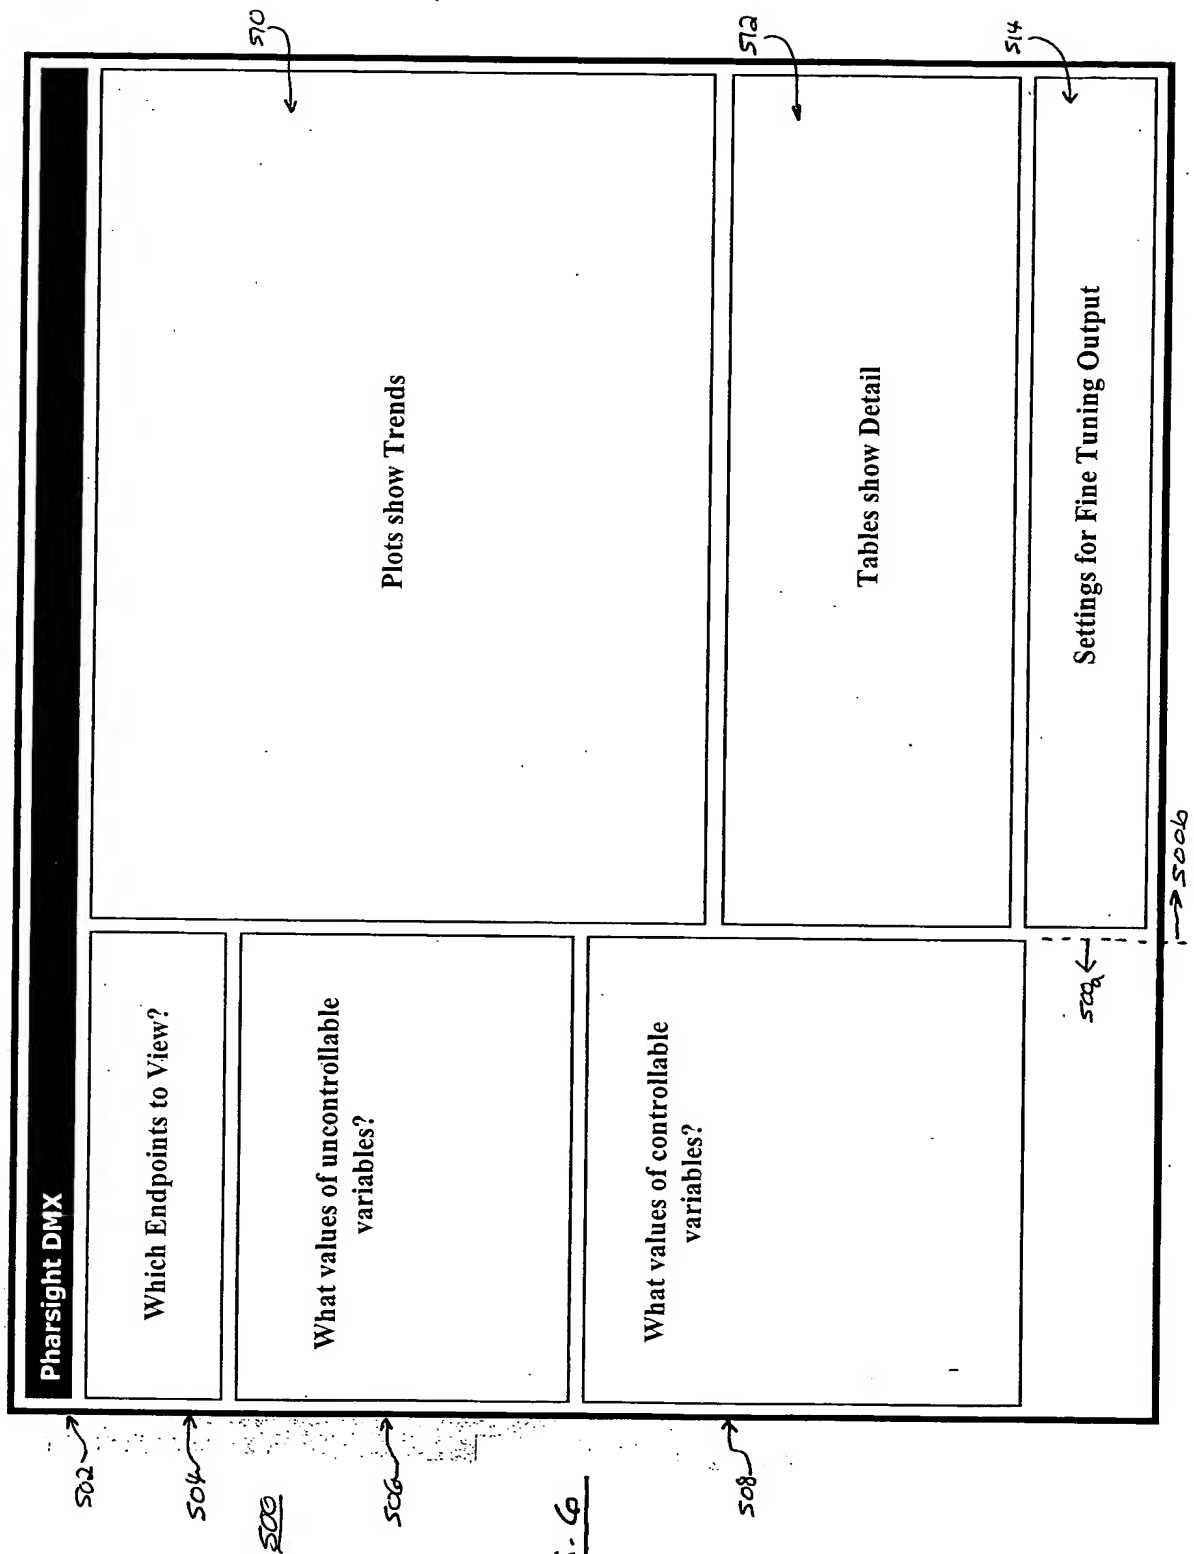 Pharsight DMX
502
504
506
508
500
Which Endpoints to View?
What values of uncontrollable
variables?
What values of controllable
variables?
500a
500b
Plots show Trends
Tables show Detail
Settings for Fine Tuning Output
510
512
514
6